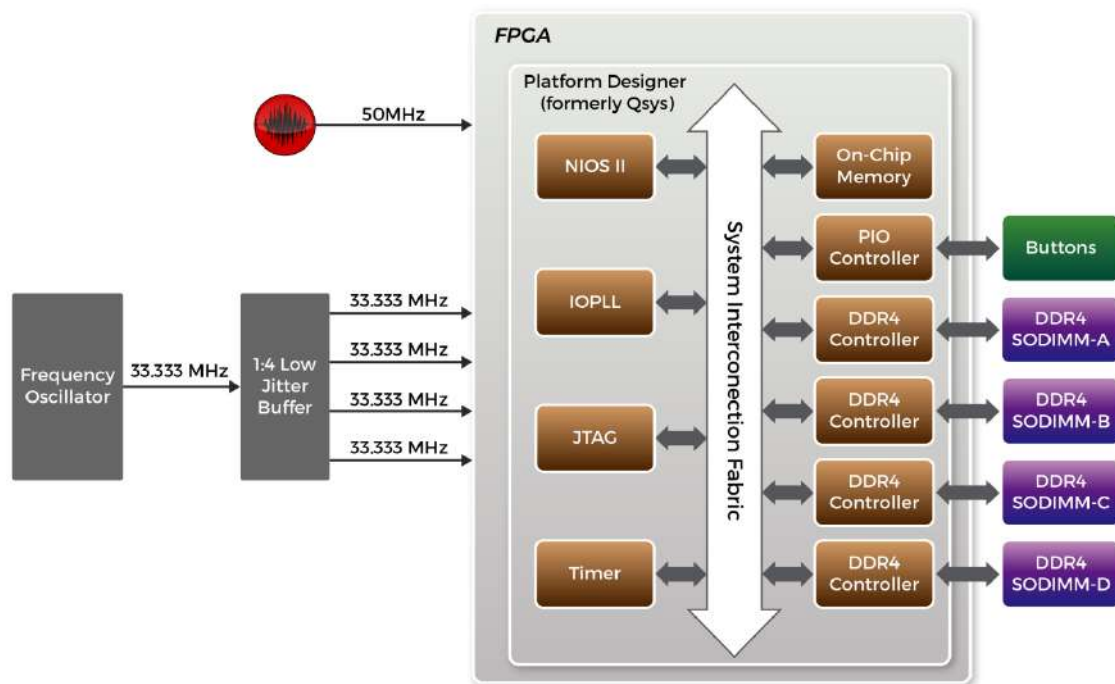 FPGA
Platform Designer
(formerly Qsys)
50MHz
NIOS II
On-Chip
Memory
PIO
Controller
Buttons
IOPLL
DDR4
Controller
DDR4
SODIMM-A
Frequency
Oscillator
33.333 MHz
1:4 Low
Jitter
Buffer
33.333 MHz
33.333 MHz
33.333 MHz
33.333 MHz
System Interconection Fabric
DDR4
Controller
DDR4
SODIMM-B
JTAG
DDR4
Controller
DDR4
SODIMM-C
Timer
DDR4
Controller
DDR4
SODIMM-D